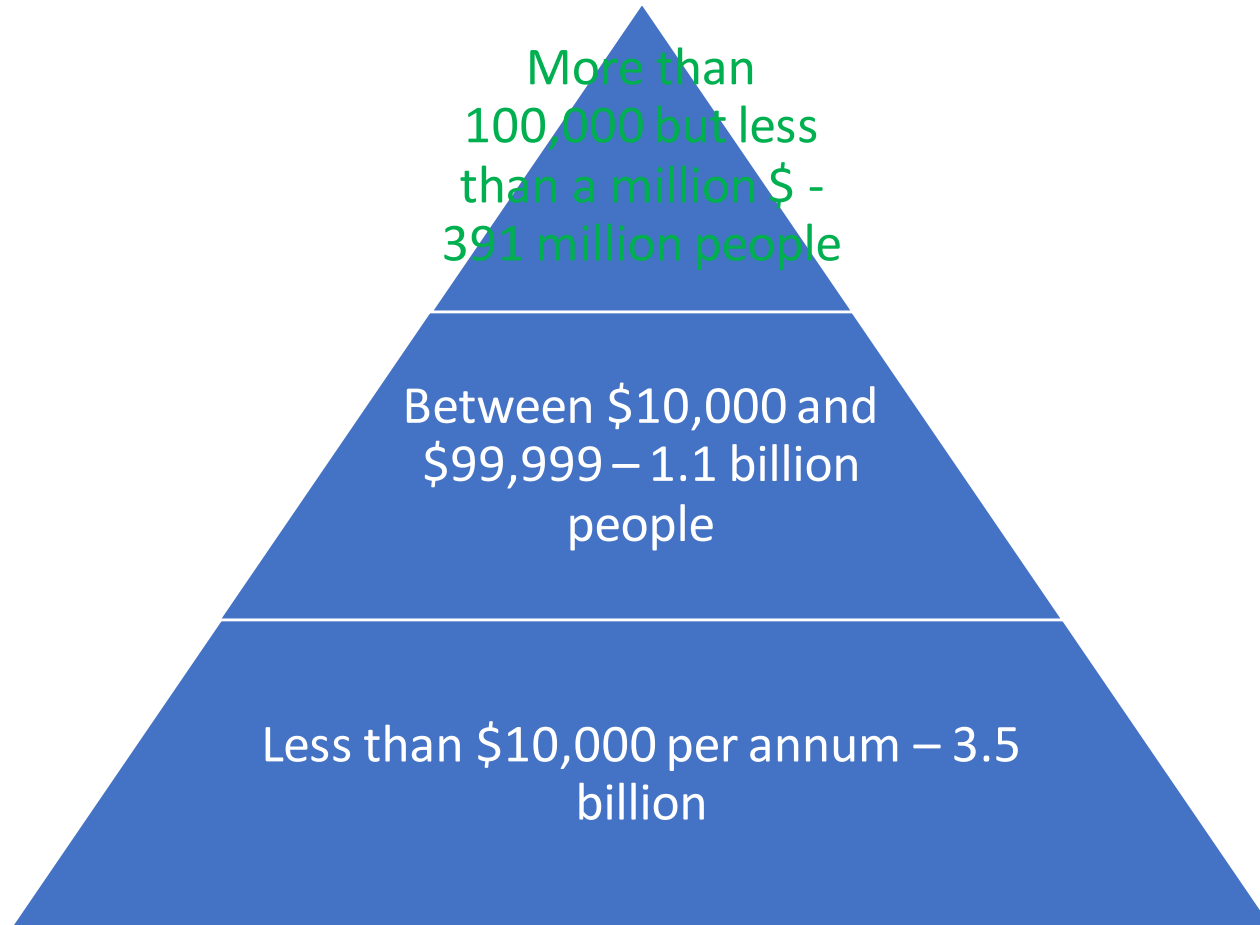 More than
100,000 but less
than a million $ -
391 million people
Between $10,000 and
$99,999 – 1.1 billion
people
Less than $10,000 per annum – 3.5
billion